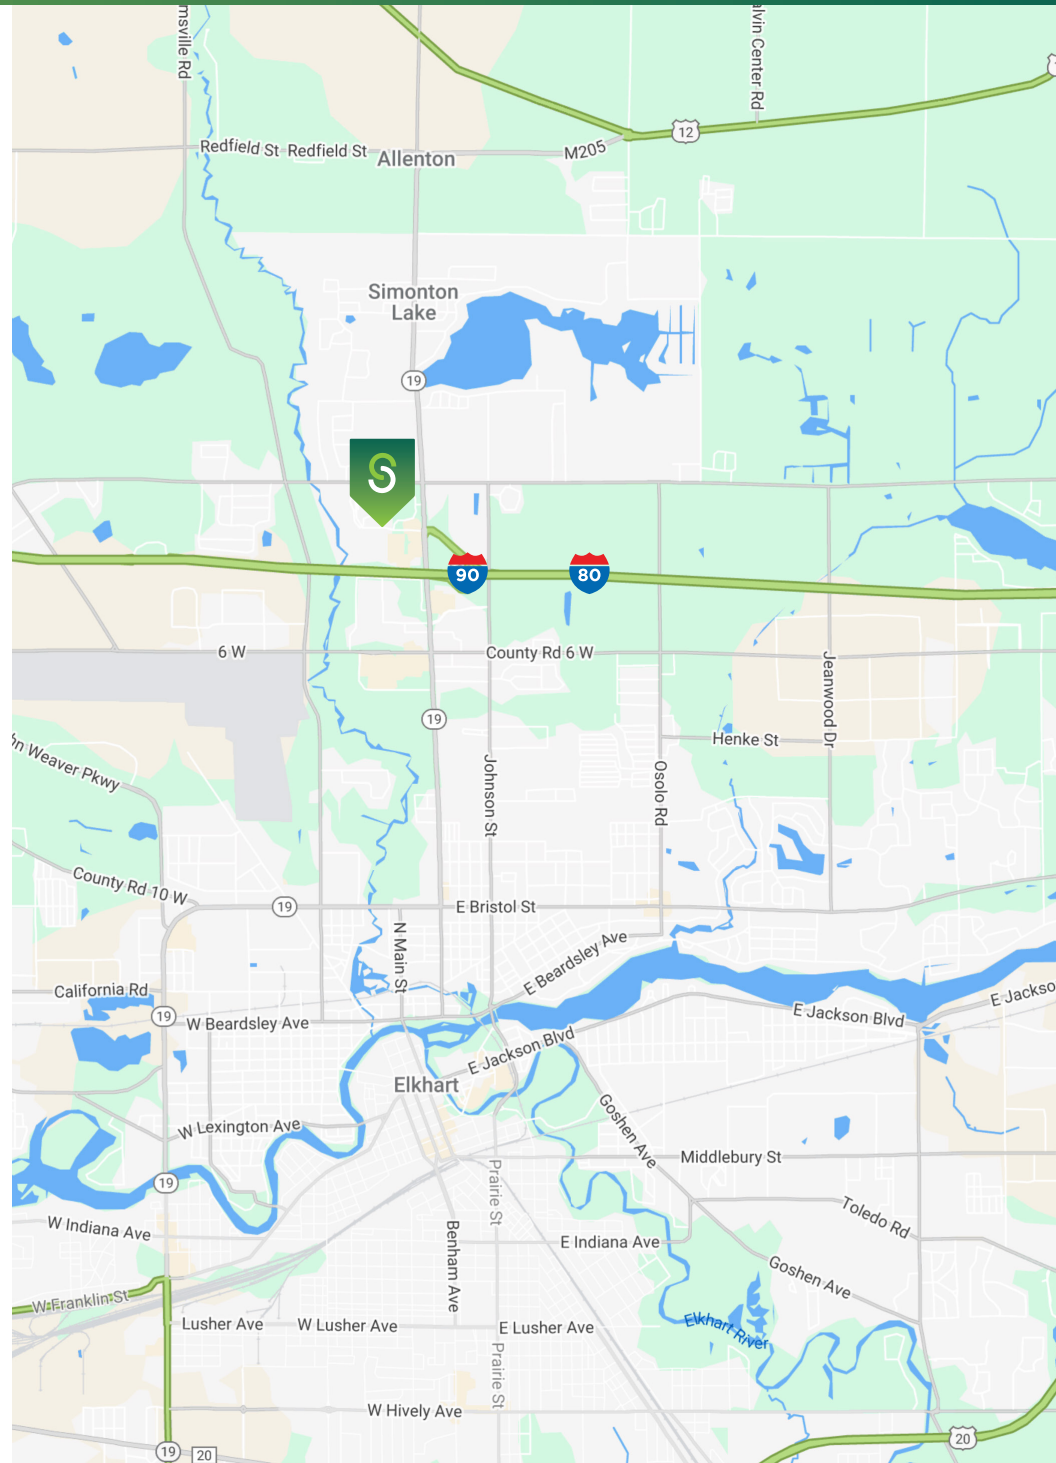 msville Rd
alvin Center Rd
12
Redfield St Redfield St
Allenton
M205
Simonton
Lake
19
S
90
80
6 W
County Rd 6 W
Jeanwood Dr
19
Henke St
hn Weaver Pkwy
Johnson St
Osolo Rd
County Rd 10 W
19
E Bristol St
N Main St
E Beardsley Ave
California Rd
E Jackso
19
W Beardsley Ave
E Jackson Blvd
E Jackson Blvd
Elkhart
Goshen Ave
W Lexington Ave
Middlebury St
19
Prairie St
Toledo Rd
W Indiana Ave
Benham Ave
E Indiana Ave
Goshen Ave
W Franklin St
Lusher Ave
W Lusher Ave
E Lusher Ave
Elkhart River
Prairie St
W Hively Ave
19
20
20